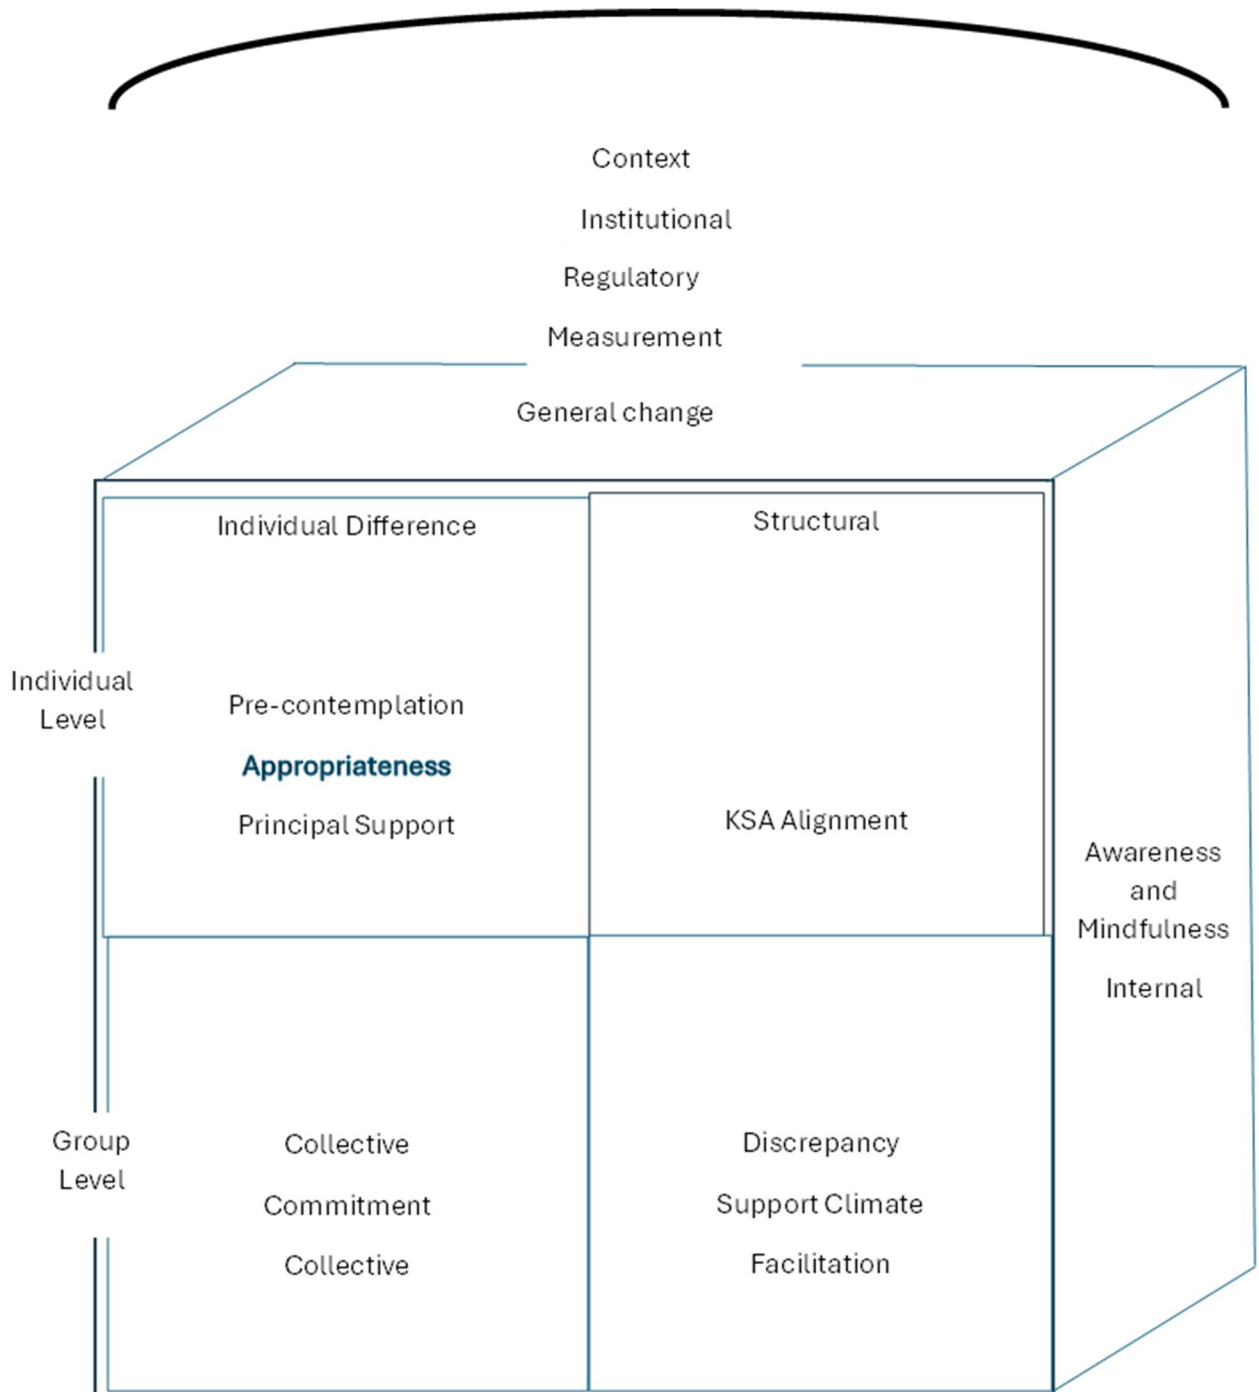 Context
Institutional
Regulatory
Measurement
General change
Individual Difference
Structural
Individual
Level
Pre-contemplation
Appropriateness
Principal Support
KSA Alignment
Awareness
and
Mindfulness
Internal
Group
Level
Collective
Commitment
Collective
Discrepancy
Support Climate
Facilitation